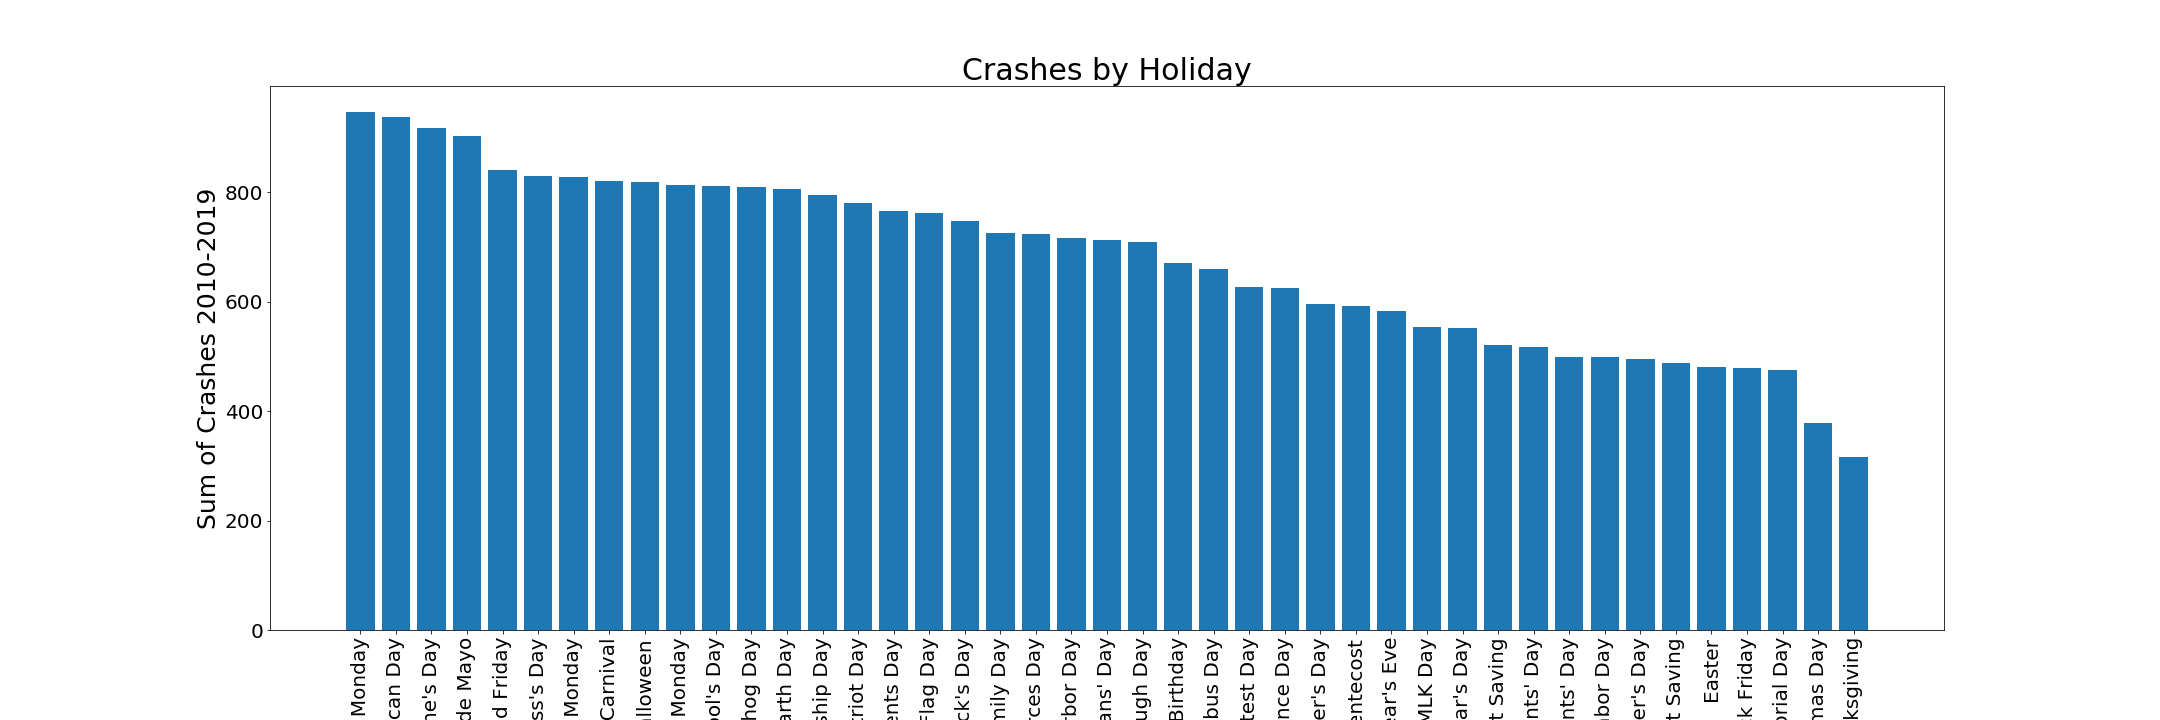 Crashes by Holiday
Sum of Crashes 2010-2019
800
600
400
200
0
Monday
can Day
ne's Day
de Mayo
d Friday
ss's Day
Monday
Carnival
lloween
Monday
ool's Day
hog Day
arth Day
ship Day
riot Day
ents Day
Flag Day
ck's Day
mily Day
rces Day
rbor Day
ans' Day
ugh Day
Birthday
bus Day
test Day
nce Day
er's Day
entecost
ear's Eve
MLK Day
ar's Day
t Saving
nts' Day
nts' Day
abor Day
er's Day
t Saving
Easter
ck Friday
orial Day
mas Day
ksgiving